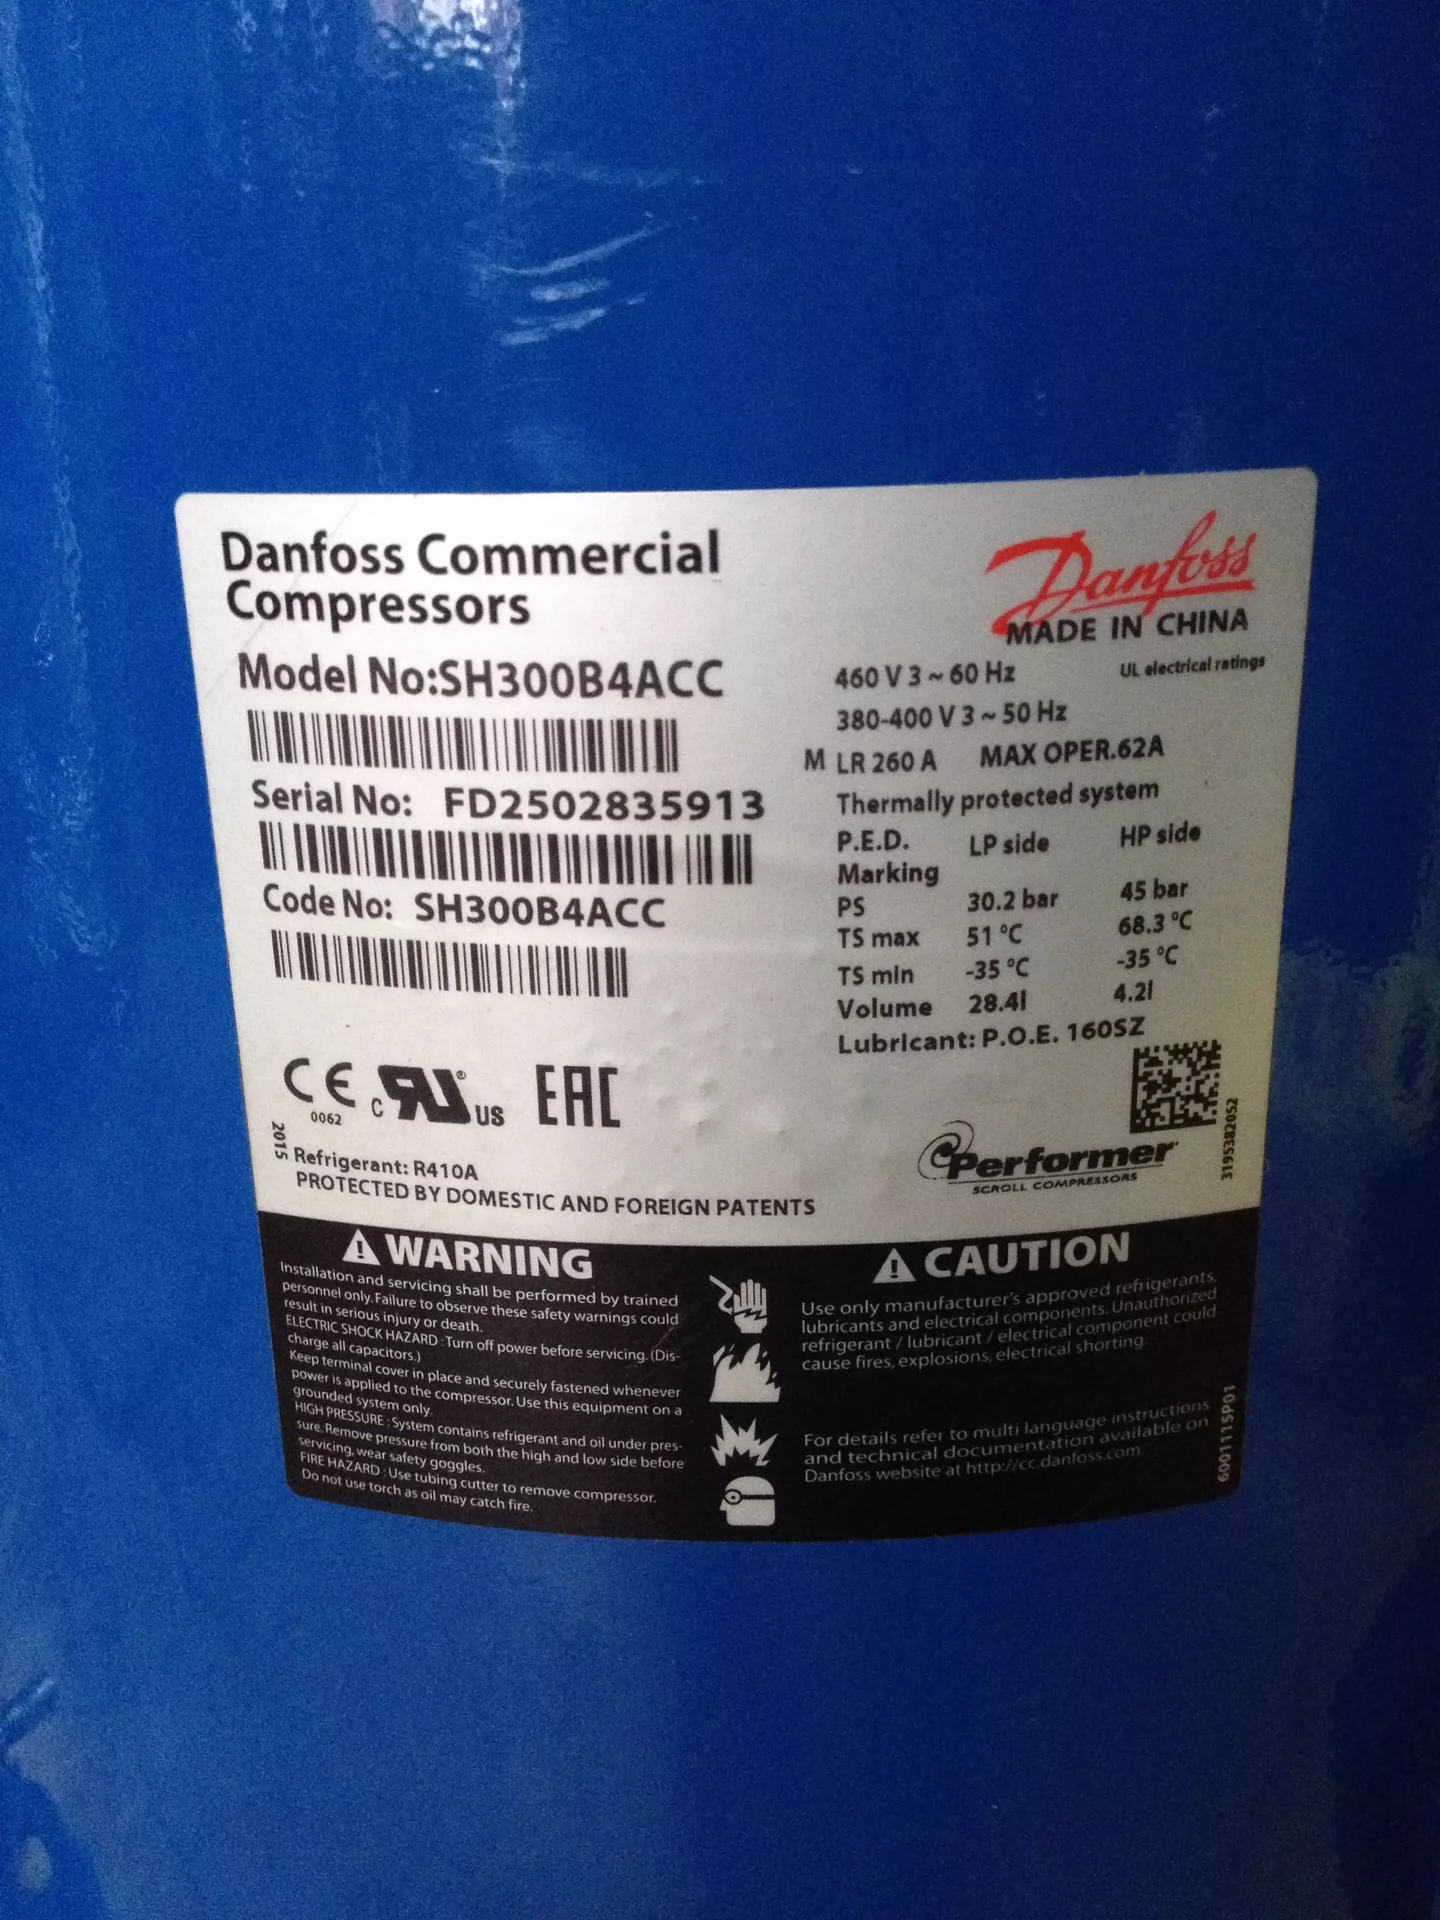 Danfoss Commercial
Compressors
Model No:SH300B4ACC
Serial No: FD2502835913
Code No: SH300B4ACC
CE
0062
c RU ® US
EAC
2015
Refrigerant: R410A
PROTECTED BY DOMESTIC AND FOREIGN PATENTS
Danfoss
MADE IN CHINA
460 V 3 ~ 60 Hz UL electrical ratings
380-400 V 3 ~ 50 Hz
M LR 260 A MAX OPER.62A
Thermally protected system
P.E.D. LP side HP side
Marking
PS 30.2 bar 45 bar
TS max 51 °C 68.3 °C
TS min -35 °C -35 °C
Volume 28.4l 4.2l
Lubricant: P.O.E. 160SZ
Performer
SCROLL COMPRESSORS
3195382052
WARNING
Installation and servicing shall be performed by trained
personnel only. Failure to observe these safety warnings could
result in serious injury or death.
ELECTRIC SHOCK HAZARD : Turn off power before servicing. (Dis-
charge all capacitors.)
Keep terminal cover in place and securely fastened whenever
power is applied to the compressor. Use this equipment on a
grounded system only.
HIGH PRESSURE : System contains refrigerant and oil under pres-
sure. Remove pressure from both the high and low side before
servicing, wear safety goggles.
FIRE HAZARD : Use tubing cutter to remove compressor.
Do not use torch as oil may catch fire.
CAUTION
Use only manufacturer's approved refrigerants,
lubricants and electrical components. Unauthorized
refrigerant / lubricant / electrical component could
cause fires, explosions, electrical shorting.
For details refer to multi language instructions
and technical documentation available on
Danfoss website at http://cc.danfoss.com.
6001115P01